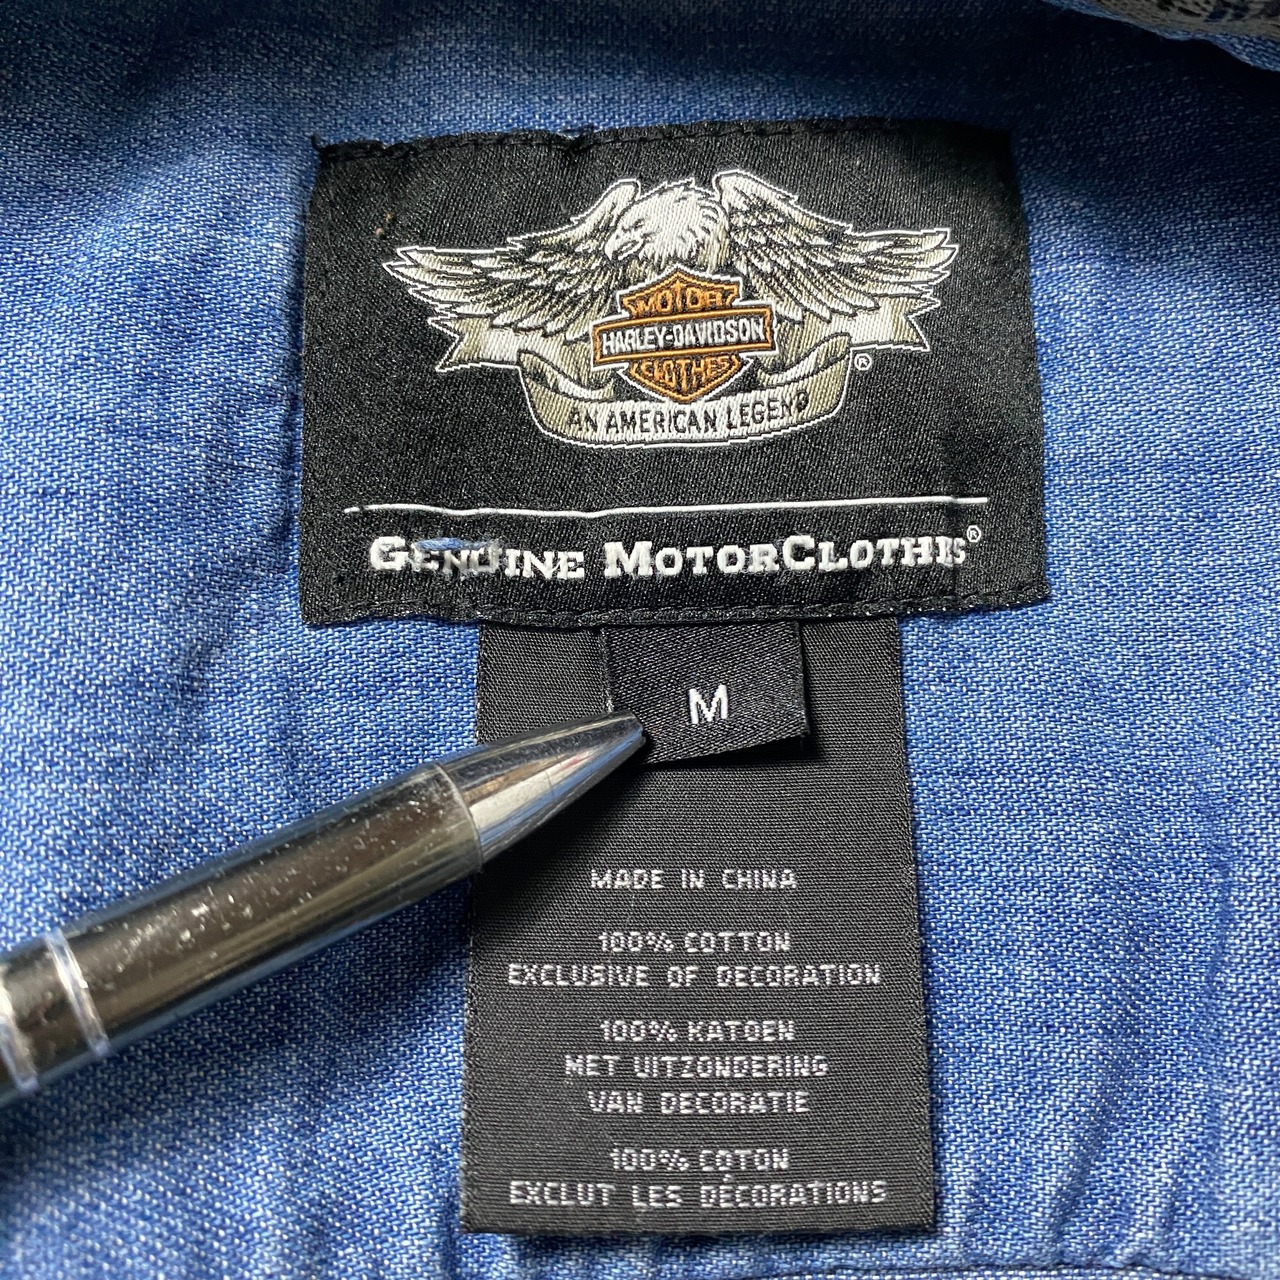 MOTOR
HARLEY-DAVIDSON
CLOTHES
®
AN AMERICAN LEGEND
GENUINE MOTORCLOTHES®
M
MADE IN CHINA
100% COTTON
EXCLUSIVE OF DECORATION
100% KATOEN
MET UITZONDERING
VAN DECORATIE
100% COTON
EXCLUT LES DÉCORATIONS